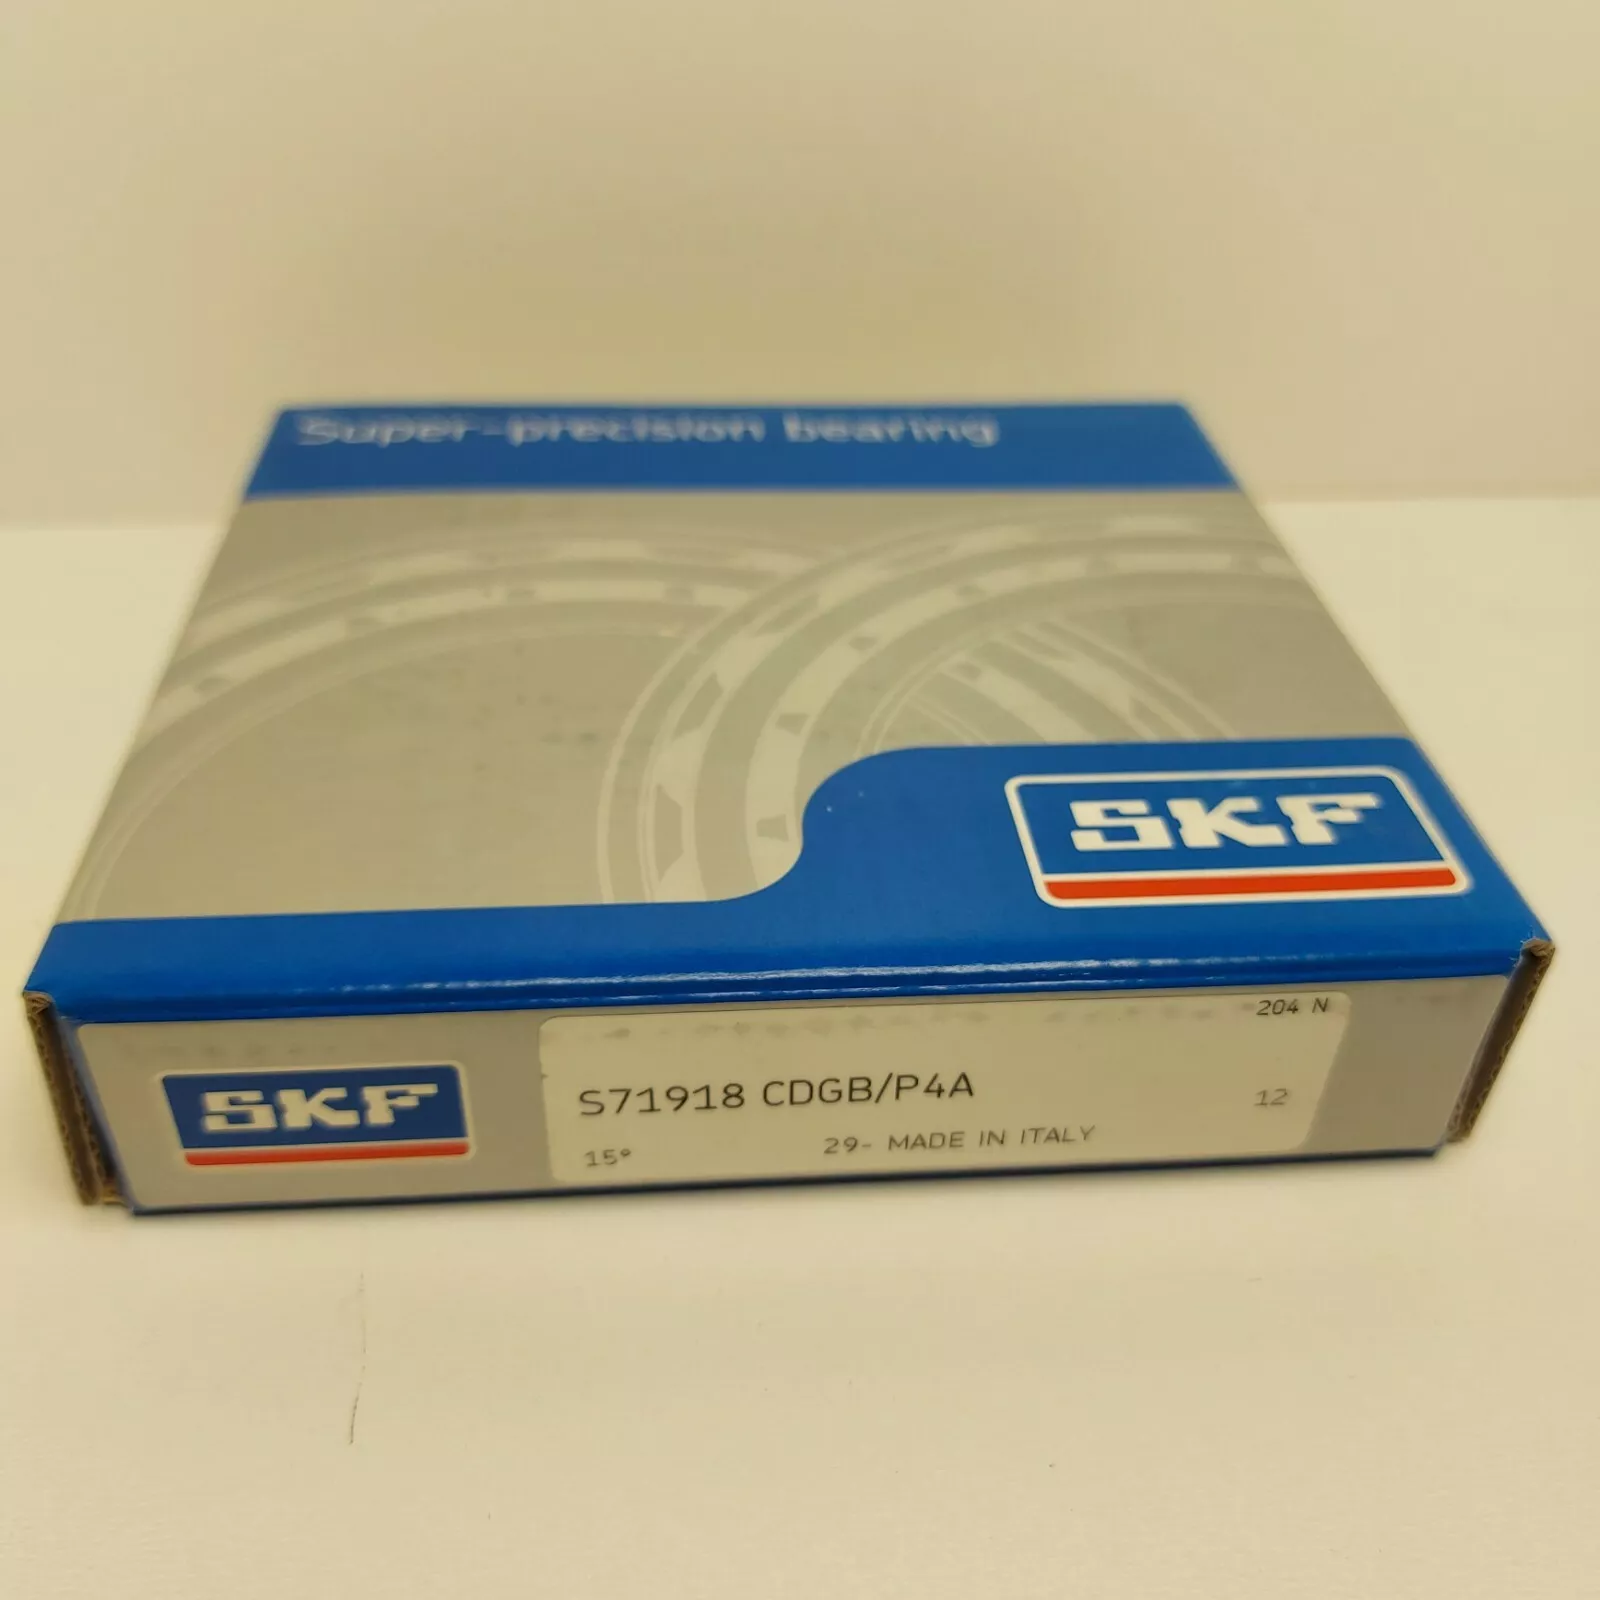 Super-precision bearing
SKF
SKF
204 N
S71918 CDGB/P4A
12
15°
29- MADE IN ITALY